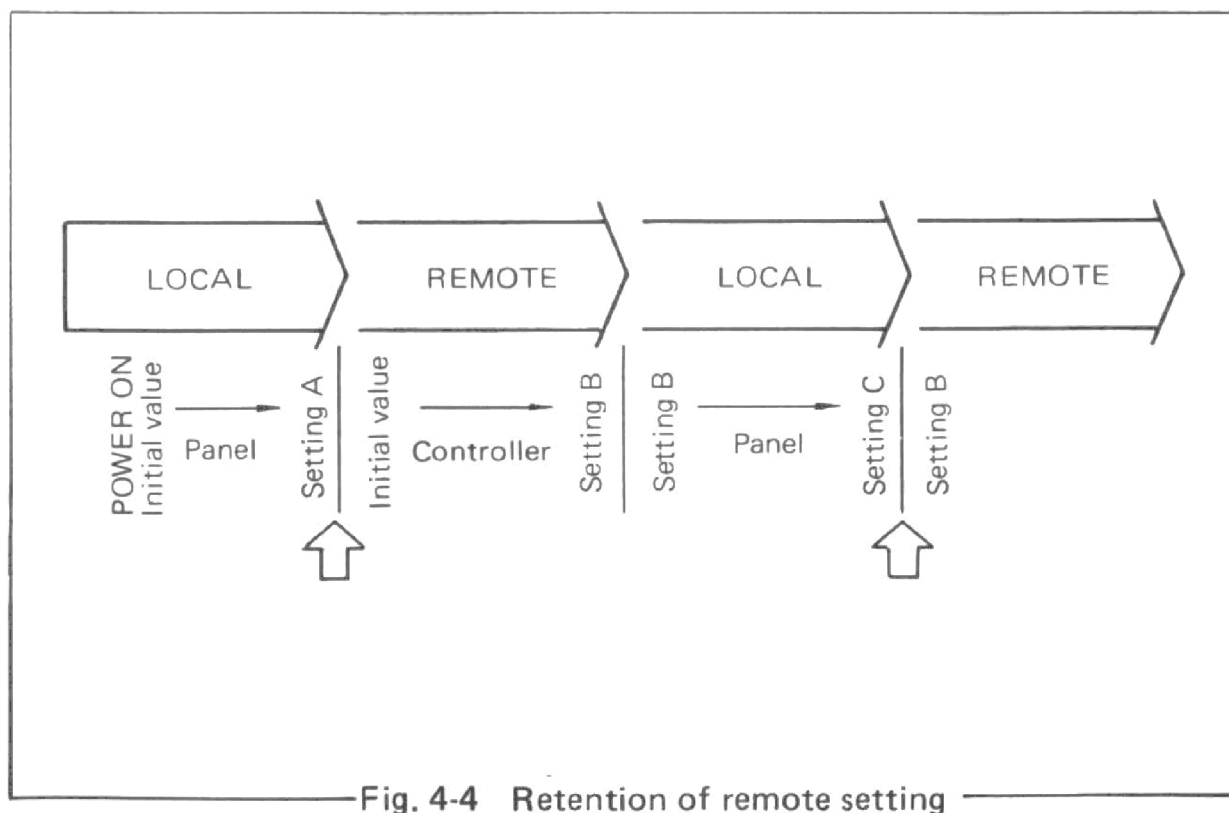 LOCAL
REMOTE
LOCAL
REMOTE
POWER ON
Initial value
Panel
Setting A
Initial value
Controller
Setting B
Setting B
Panel
Setting C
Setting B
Fig. 4-4 Retention of remote setting